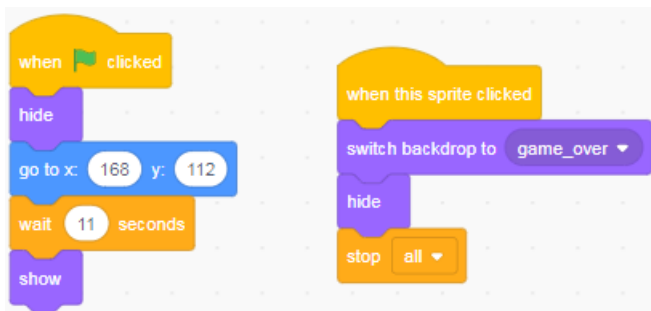 when clicked
hide
go to x: 168 y: 112
wait 11 seconds
show
when this sprite clicked
switch backdrop to game_over
hide
stop all